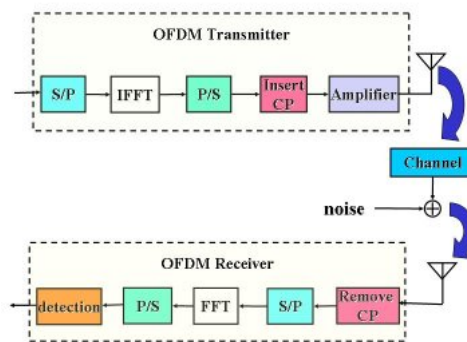 OFDM Transmitter
S/P
IFFT
P/S
Insert
CP
Amplifier
Channel
noise
OFDM Receiver
detection
P/S
FFT
S/P
Remove
CP